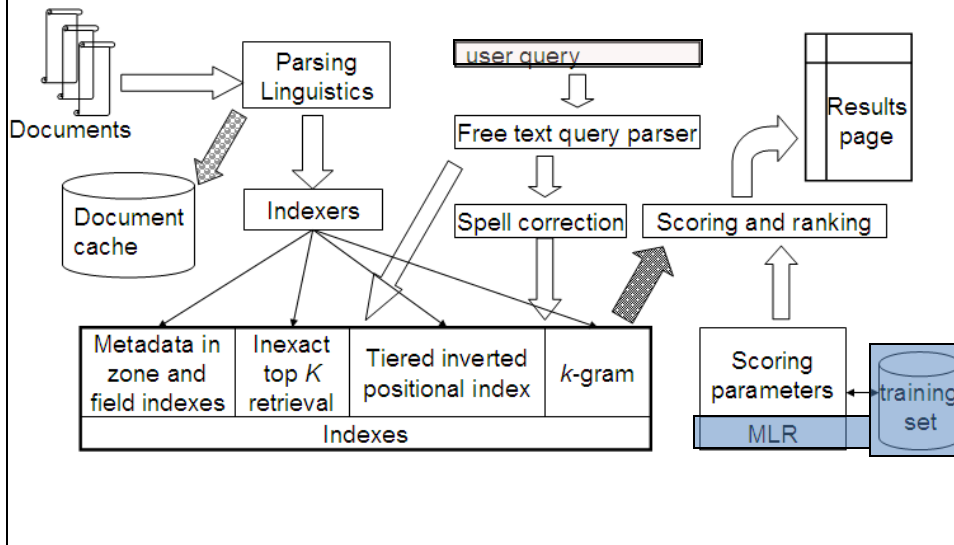 Documents
Parsing
Linguistics
user query
Free text query parser
Results
page
Document
cache
Indexers
Spell correction
Scoring and ranking
Metadata in
zone and
field indexes
Inexact
top K
retrieval
Tiered inverted
positional index
k-gram
Indexes
Scoring
parameters
MLR
training
set